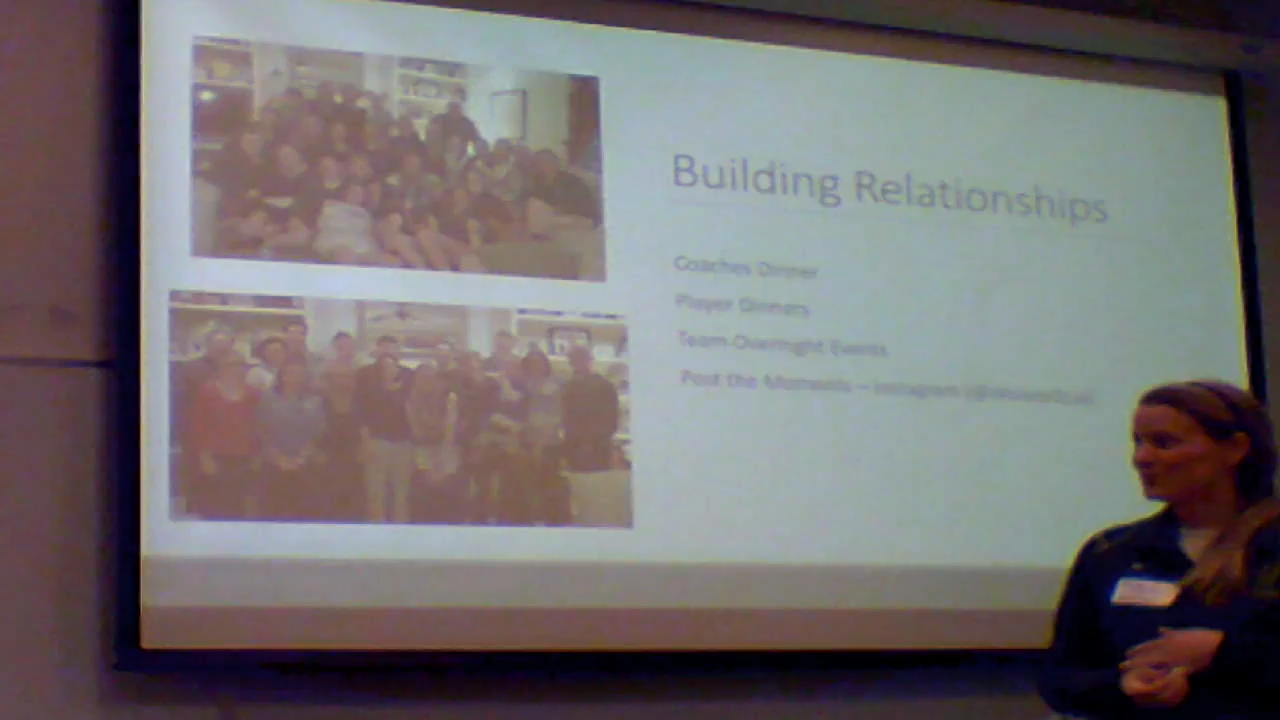 Building Relationships
Coaches Dinner
Player Dinners
Team Overnight Events
Post the Moments – Instagram